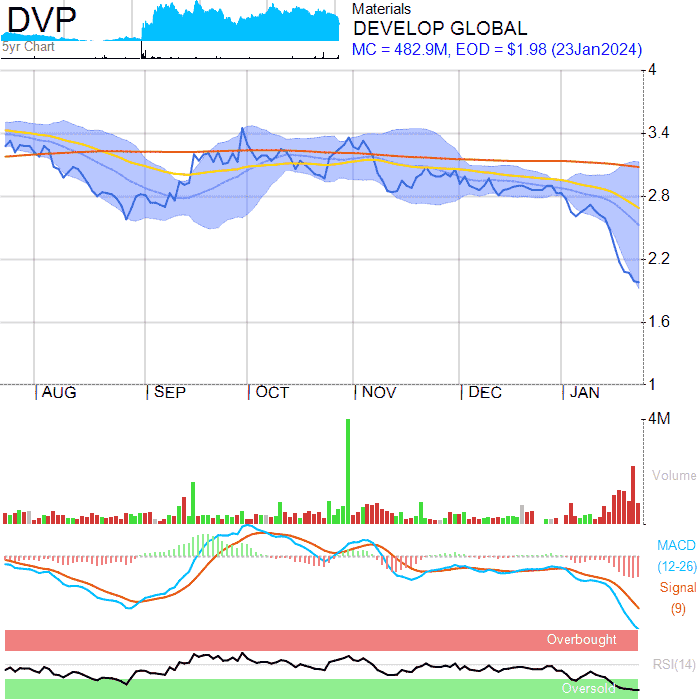 DVP
5yr Chart
Materials
DEVELOP GLOBAL
MC = 482.9M, EOD = $1.98 (23Jan2024)
4
3.4
2.8
2.2
1.6
1
AUG SEP OCT NOV DEC JAN
4M
Volume
MACD
(12-26)
Signal
(9)
Overbought
RSI(14)
Oversold